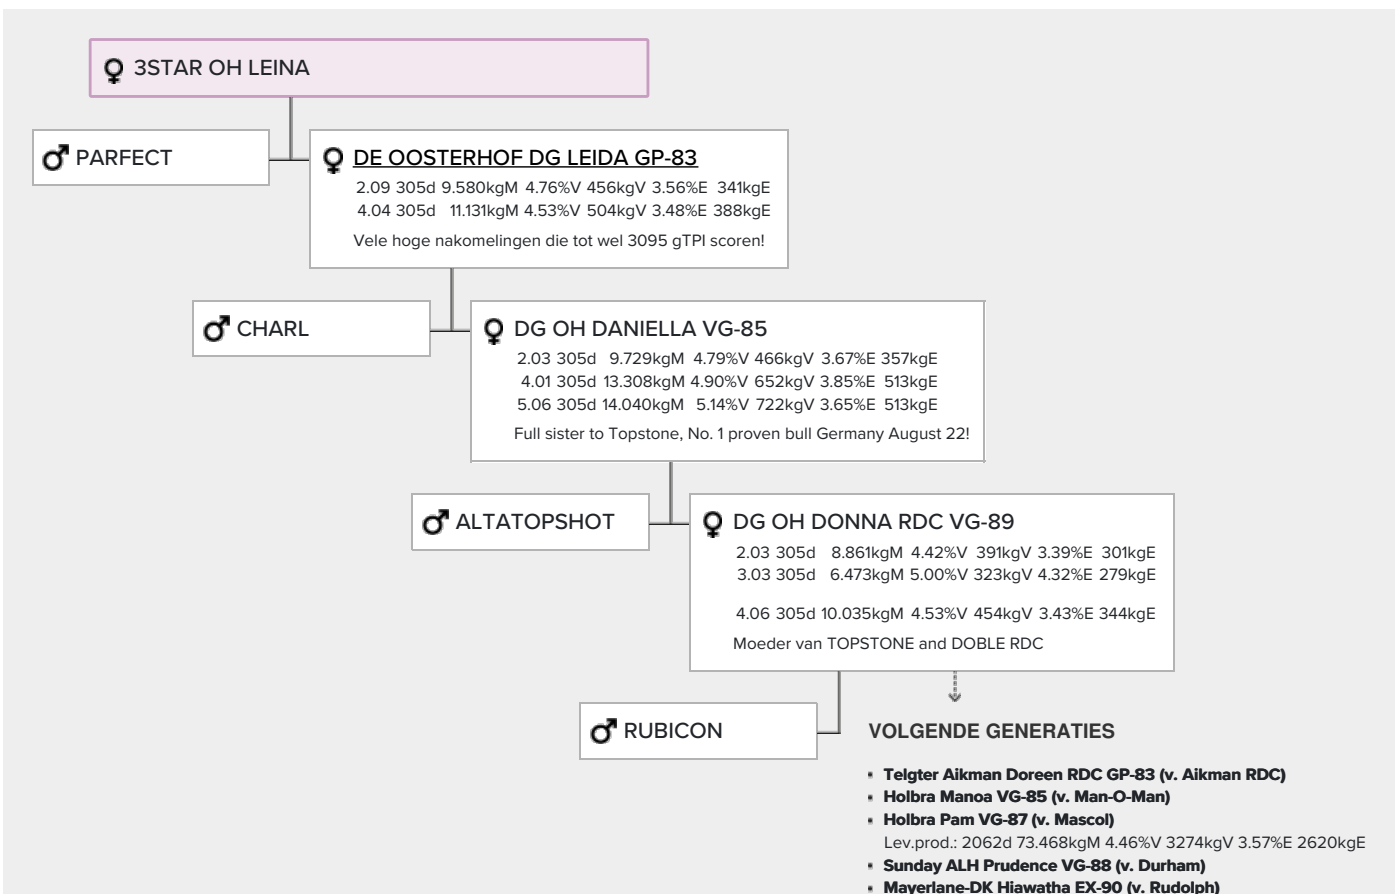 3STAR OH LEINA
PARFECT
DE OOSTERHOF DG LEIDA GP-83
2.09 305d 9.580kgM 4.76%V 456kgV 3.56%E 341kgE
4.04 305d 11.131kgM 4.53%V 504kgV 3.48%E 388kgE
Vele hoge nakomelingen die tot wel 3095 gTPI scoren!
CHARL
DG OH DANIELLA VG-85
2.03 305d 9.729kgM 4.79%V 466kgV 3.67%E 357kgE
4.01 305d 13.308kgM 4.90%V 652kgV 3.85%E 513kgE
5.06 305d 14.040kgM 5.14%V 722kgV 3.65%E 513kgE
Full sister to Topstone, No. 1 proven bull Germany August 22!
ALTATOPSHOT
DG OH DONNA RDC VG-89
2.03 305d 8.861kgM 4.42%V 391kgV 3.39%E 301kgE
3.03 305d 6.473kgM 5.00%V 323kgV 4.32%E 279kgE
4.06 305d 10.035kgM 4.53%V 454kgV 3.43%E 344kgE
Moeder van TOPSTONE and DOBLE RDC
RUBICON
VOLGENDE GENERATIES
Telgter Aikman Doreen RDC GP-83 (v. Aikman RDC)
Holbra Manoa VG-85 (v. Man-O-Man)
Holbra Pam VG-87 (v. Mascol)
Lev.prod.: 2062d 73.468kgM 4.46%V 3274kgV 3.57%E 2620kgE
Sunday ALH Prudence VG-88 (v. Durham)
Mayerlane-DK Hiawatha EX-90 (v. Rudolph)